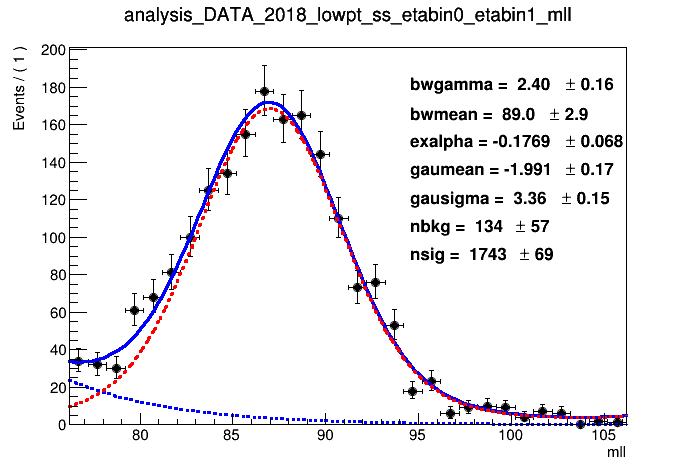 analysis_DATA_2018_lowpt_ss_etabin0_etabin1_mll
Events / ( 1 )
200
180
160
140
120
100
80
60
40
20
0
bwgamma = 2.40 ± 0.16
bwmean = 89.0 ± 2.9
exalpha = -0.1769 ± 0.068
gaumean = -1.991 ± 0.17
gausigma = 3.36 ± 0.15
nbkg = 134 ± 57
nsig = 1743 ± 69
80 85 90 95 100 105
mll